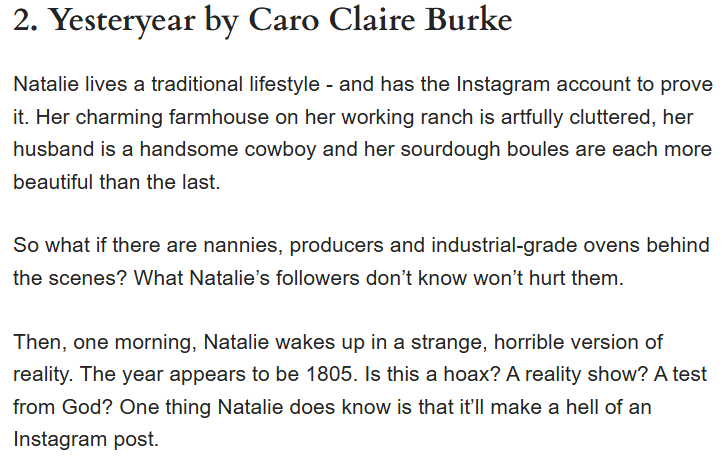 2. Yesteryear by Caro Claire Burke
Natalie lives a traditional lifestyle - and has the Instagram account to prove
it. Her charming farmhouse on her working ranch is artfully cluttered, her
husband is a handsome cowboy and her sourdough boules are each more
beautiful than the last.
So what if there are nannies, producers and industrial-grade ovens behind
the scenes? What Natalie’s followers don’t know won’t hurt them.
Then, one morning, Natalie wakes up in a strange, horrible version of
reality. The year appears to be 1805. Is this a hoax? A reality show? A test
from God? One thing Natalie does know is that it’ll make a hell of an
Instagram post.